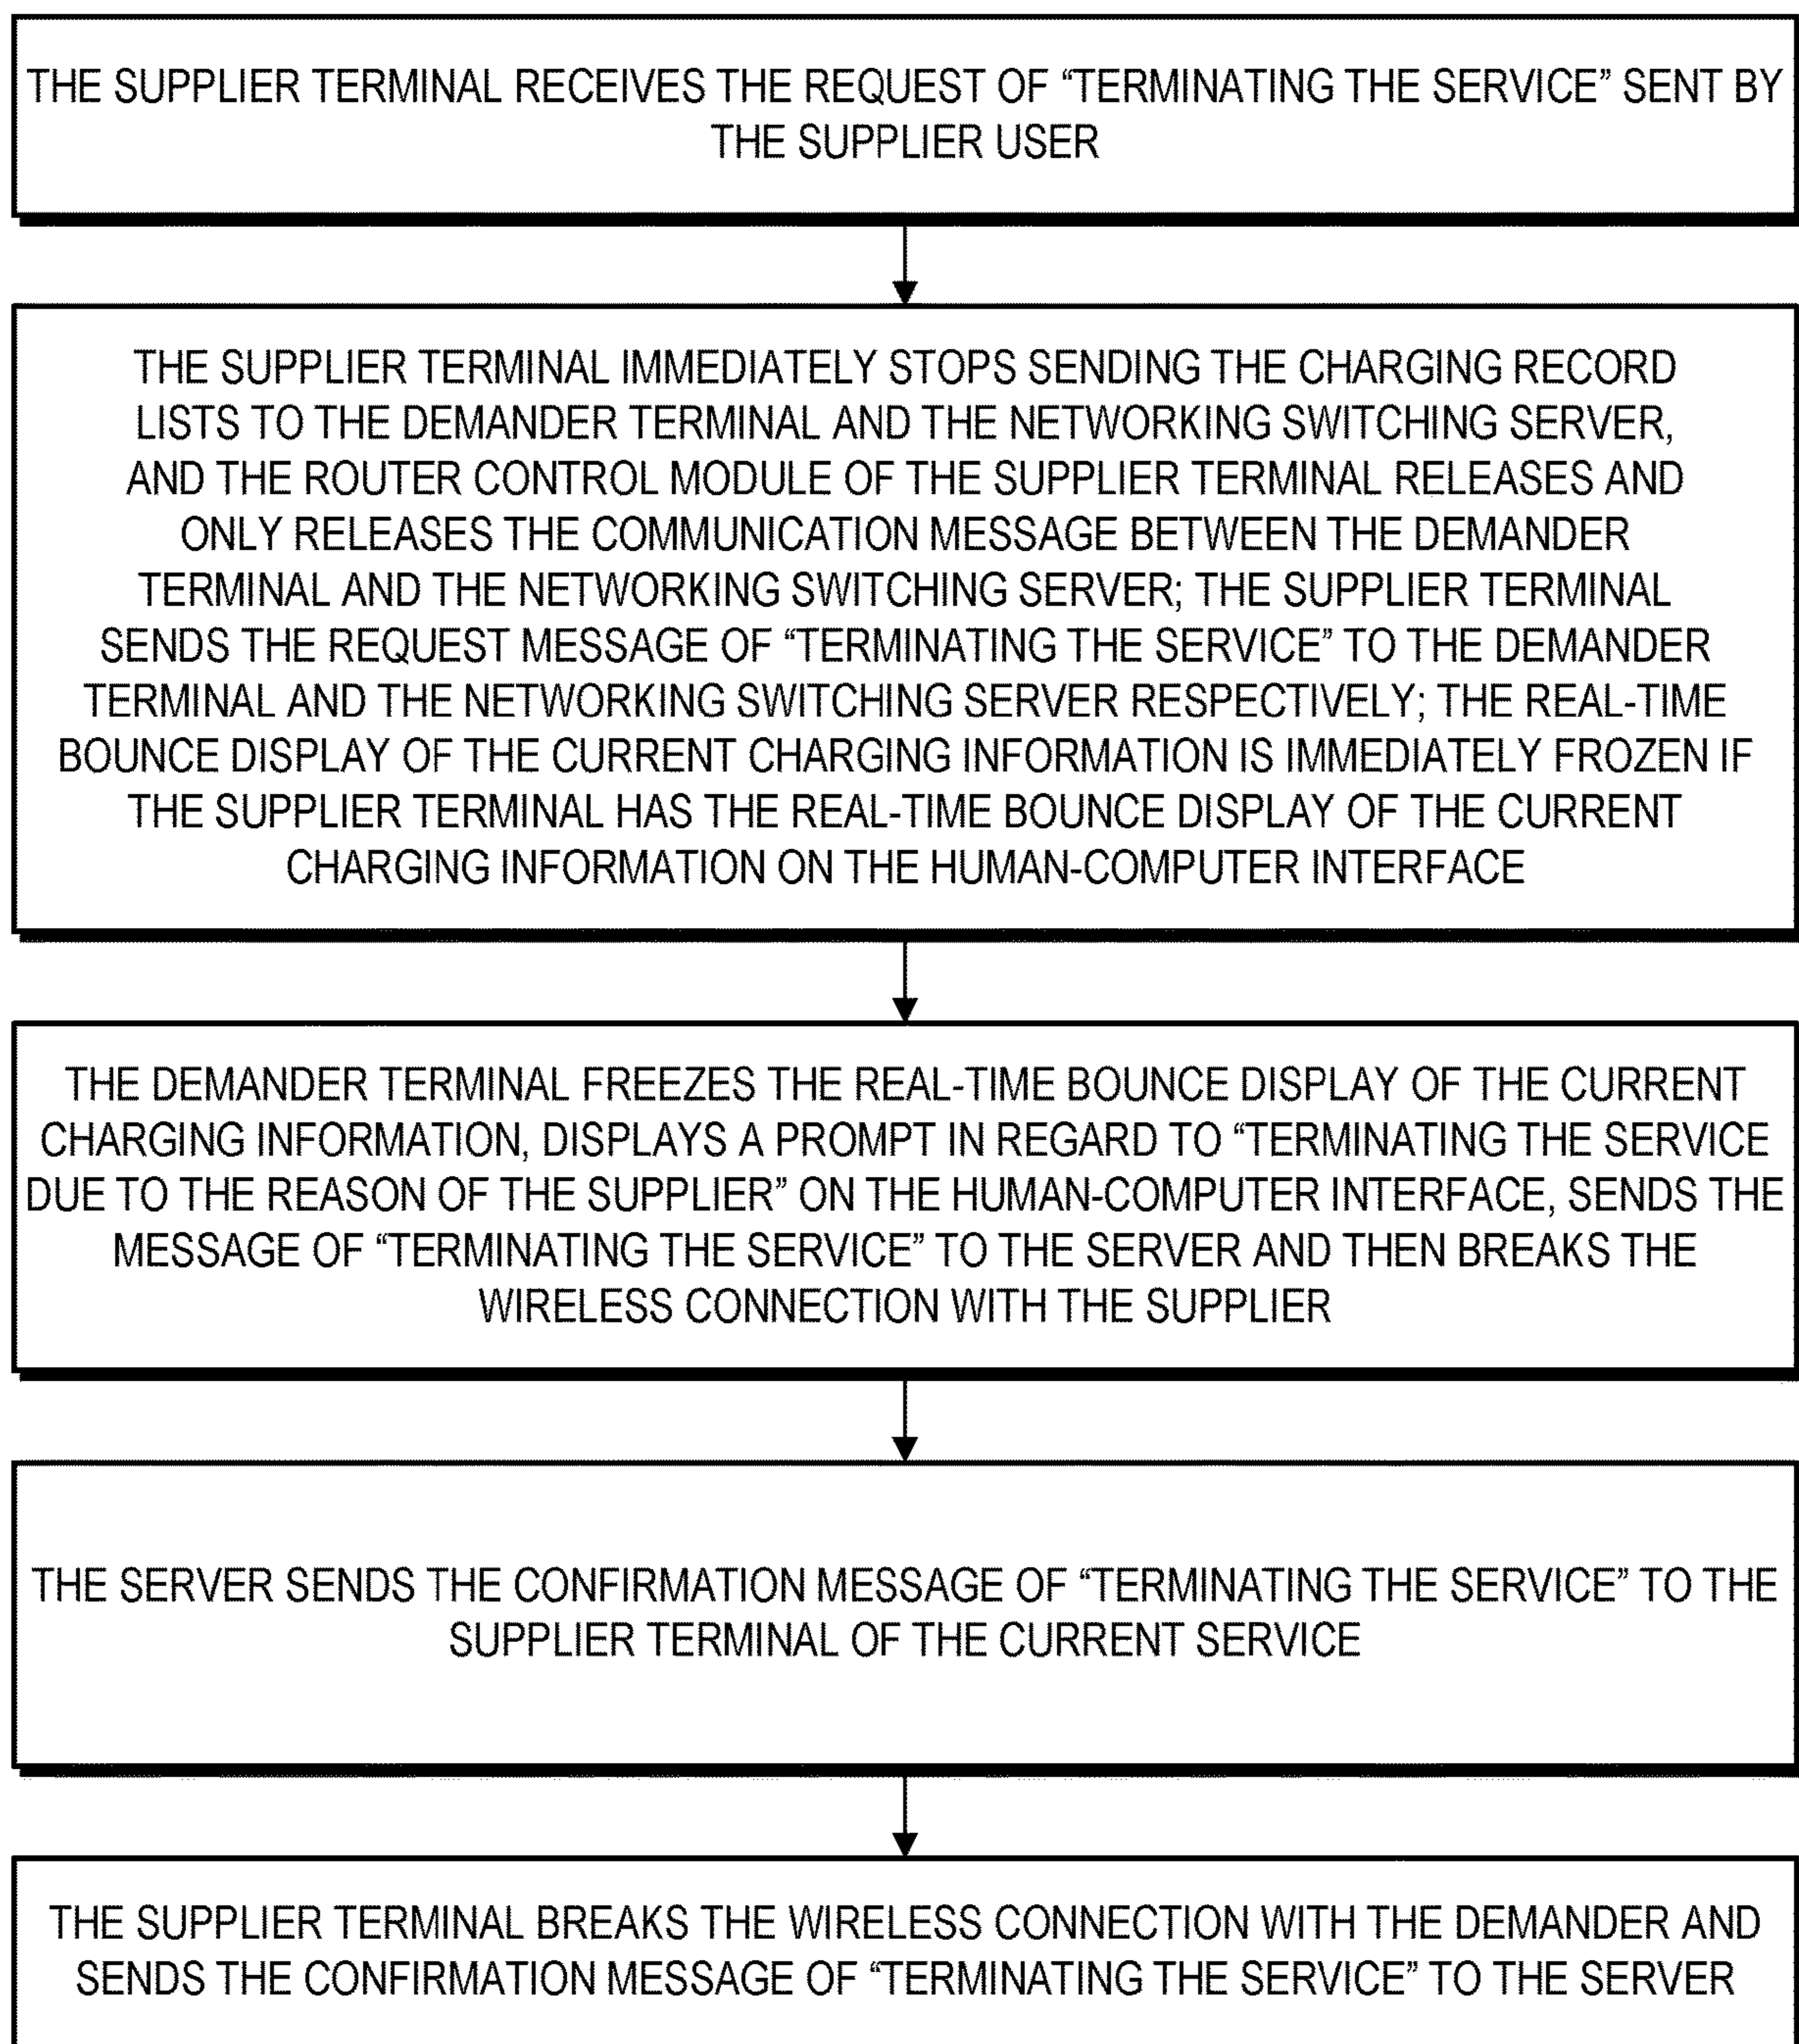 THE SUPPLIER TERMINAL RECEIVES THE REQUEST OF “TERMINATING THE SERVICE” SENT BY
THE SUPPLIER USER
THE SUPPLIER TERMINAL IMMEDIATELY STOPS SENDING THE CHARGING RECORD
LISTS TO THE DEMANDER TERMINAL AND THE NETWORKING SWITCHING SERVER,
AND THE ROUTER CONTROL MODULE OF THE SUPPLIER TERMINAL RELEASES AND
ONLY RELEASES THE COMMUNICATION MESSAGE BETWEEN THE DEMANDER
TERMINAL AND THE NETWORKING SWITCHING SERVER; THE SUPPLIER TERMINAL
SENDS THE REQUEST MESSAGE OF “TERMINATING THE SERVICE” TO THE DEMANDER
TERMINAL AND THE NETWORKING SWITCHING SERVER RESPECTIVELY; THE REAL-TIME
BOUNCE DISPLAY OF THE CURRENT CHARGING INFORMATION IS IMMEDIATELY FROZEN IF
THE SUPPLIER TERMINAL HAS THE REAL-TIME BOUNCE DISPLAY OF THE CURRENT
CHARGING INFORMATION ON THE HUMAN-COMPUTER INTERFACE
THE DEMANDER TERMINAL FREEZES THE REAL-TIME BOUNCE DISPLAY OF THE CURRENT
CHARGING INFORMATION, DISPLAYS A PROMPT IN REGARD TO “TERMINATING THE SERVICE
DUE TO THE REASON OF THE SUPPLIER” ON THE HUMAN-COMPUTER INTERFACE, SENDS THE
MESSAGE OF “TERMINATING THE SERVICE” TO THE SERVER AND THEN BREAKS THE
WIRELESS CONNECTION WITH THE SUPPLIER
THE SERVER SENDS THE CONFIRMATION MESSAGE OF “TERMINATING THE SERVICE” TO THE
SUPPLIER TERMINAL OF THE CURRENT SERVICE
THE SUPPLIER TERMINAL BREAKS THE WIRELESS CONNECTION WITH THE DEMANDER AND
SENDS THE CONFIRMATION MESSAGE OF “TERMINATING THE SERVICE” TO THE SERVER